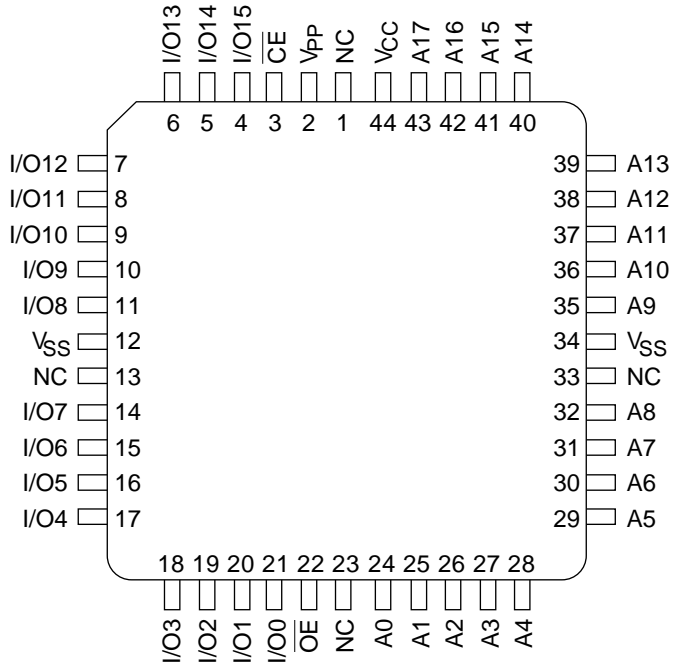 I/O13 I/O14 I/O15 CE VPP NC VCC A17 A16 A15 A14
6 5 4 3 2 1 44 43 42 41 40
I/O12 7 39 A13
I/O11 8 38 A12
I/O10 9 37 A11
I/O9 10 36 A10
I/O8 11 35 A9
VSS 12 34 VSS
NC 13 33 NC
I/O7 14 32 A8
I/O6 15 31 A7
I/O5 16 30 A6
I/O4 17 29 A5
18 19 20 21 22 23 24 25 26 27 28
I/O3 I/O2 I/O1 I/O0 OE NC A0 A1 A2 A3 A4